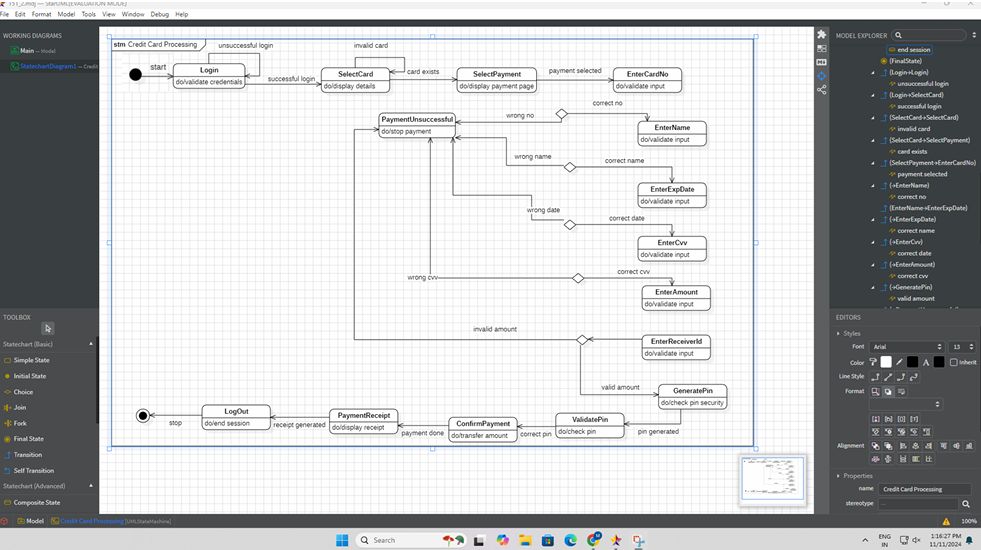 File Edit Format Model Tools View Window Debug Help
WORKING DIAGRAMS
Main — Model
StatechartDiagram1 — Credit
TOOLBOX
Statechart (Basic)
Simple State
Initial State
Choice
Join
Fork
Final State
Transition
Self Transition
Statechart (Advanced)
Composite State
stm Credit Card Processing
unsuccessful login
invalid card
start
Login
do/validate credentials
successful login
SelectCard
do/display details
card exists
SelectPayment
do/display payment page
payment selected
EnterCardNo
do/validate input
correct no
wrong no
PaymentUnsuccessful
do/stop payment
EnterName
do/validate input
wrong name
correct name
EnterExpDate
do/validate input
wrong date
correct date
EnterCvv
do/validate input
wrong cvv
correct cvv
EnterAmount
do/validate input
invalid amount
EnterReceiverId
do/validate input
valid amount
GeneratePin
do/check pin security
pin generated
ValidatePin
do/check pin
correct pin
ConfirmPayment
do/transfer amount
payment done
PaymentReceipt
do/display receipt
receipt generated
LogOut
do/end session
stop
MODEL EXPLORER
end session
(FinalState)
(Login→Login)
unsuccessful login
(Login→SelectCard)
successful login
(SelectCard→SelectCard)
invalid card
(SelectCard→SelectPayment)
card exists
(SelectPayment→EnterCardNo)
payment selected
(→EnterName)
correct no
(EnterName→EnterExpDate)
(→EnterExpDate)
correct name
(→EnterCvv)
correct date
(→EnterAmount)
correct cvv
(→GeneratePin)
valid amount
EDITORS
Styles
Font Arial 13
Color A Inherit
Line Style
Format
Alignment
Properties
name Credit Card Processing
stereotype
Model Credit Card Processing [UMLStateMachine]
100%
Search
ENG
IN
1:16:27 PM
11/11/2024